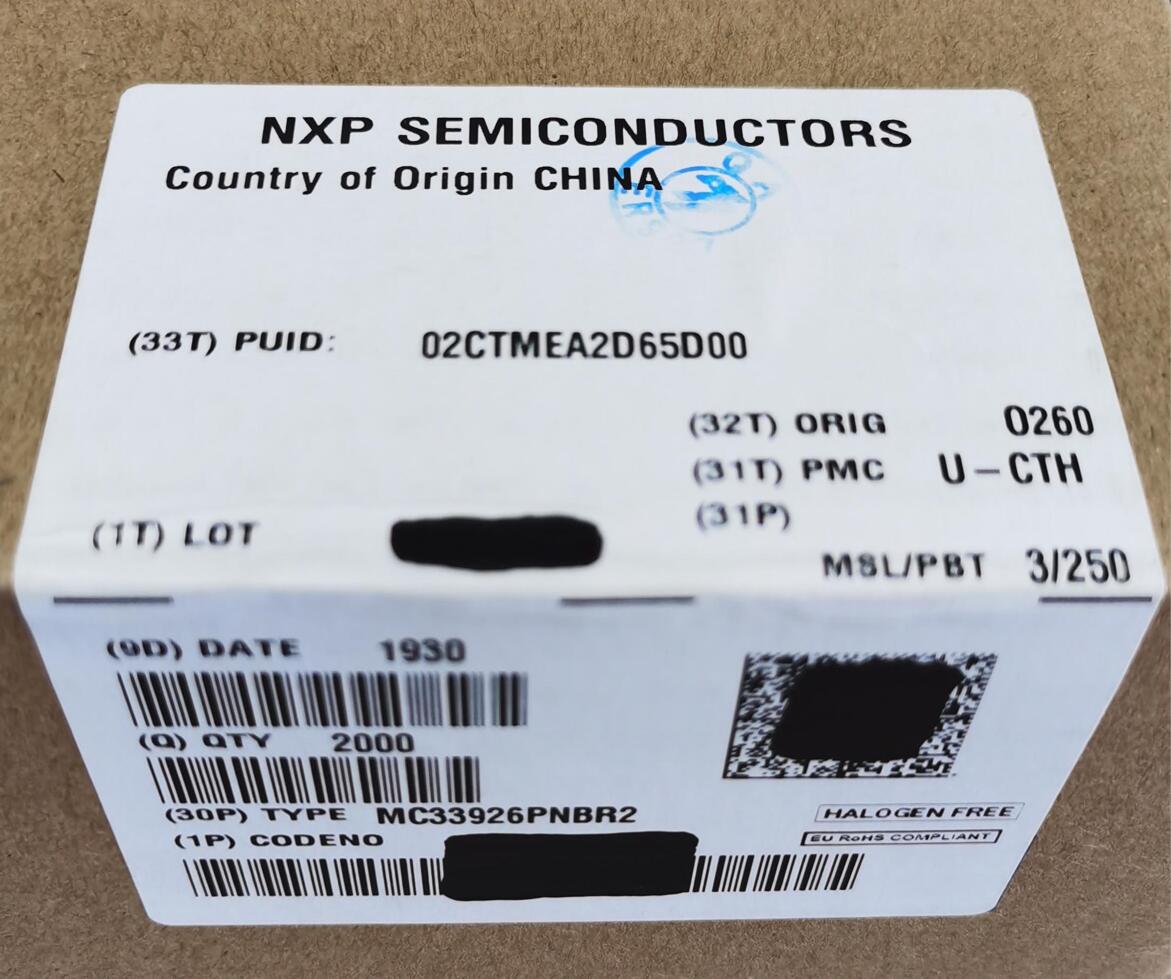 NXP SEMICONDUCTORS
Country of Origin CHINA
(33T) PUID: 02CTMEA2D65D00
(32T) ORIG 0260
(31T) PMC U-CTH
(31P)
(1T) LOT
MSL/PBT 3/250
(9D) DATE 1930
(Q) QTY 2000
(30P) TYPE MC33926PNBR2
(1P) CODENO
HALOGEN FREE
EU RoHS COMPLIANT